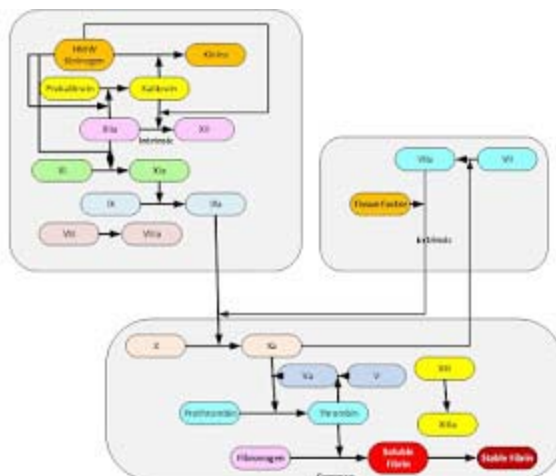 HMW
Kininogen
Kinins
Prekallikrein
Kallikrein
XIIa
XII
Intrinsic
XI
XIa
IX
IXa
VIII
VIIIa
VIIa
VII
Tissue Factor
Extrinsic
X
Xa
Va
V
XIII
Prothrombin
Thrombin
XIIIa
Fibrinogen
Soluble
Fibrin
Stable Fibrin